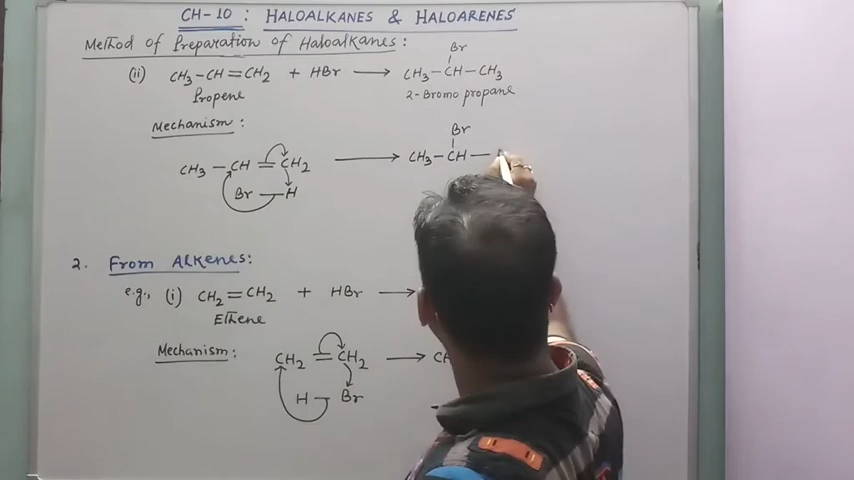 CH-10 : HALOALKANES & HALOARENES
Method of Preparation of Haloalkanes :
Br
(ii) CH3-CH=CH2 + HBr → CH3-CH-CH3
Propene 2-Bromo propane
Mechanism :
Br
CH3-CH=CH2 → CH3-CH-
Br-H
2. From Alkenes:
e.g., (i) CH2=CH2 + HBr →
Ethene
Mechanism :
CH2=CH2 → CH
H-Br